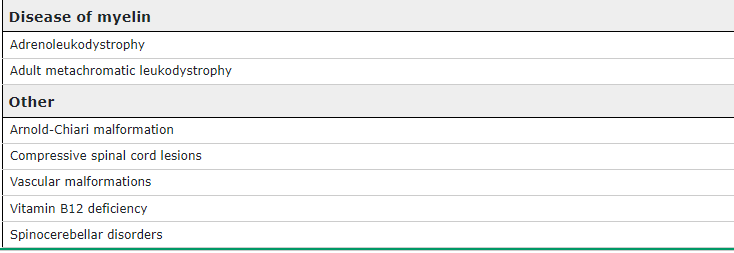 Disease of myelin
Adrenoleukodystrophy
Adult metachromatic leukodystrophy
Other
Arnold-Chiari malformation
Compressive spinal cord lesions
Vascular malformations
Vitamin B12 deficiency
Spinocerebellar disorders